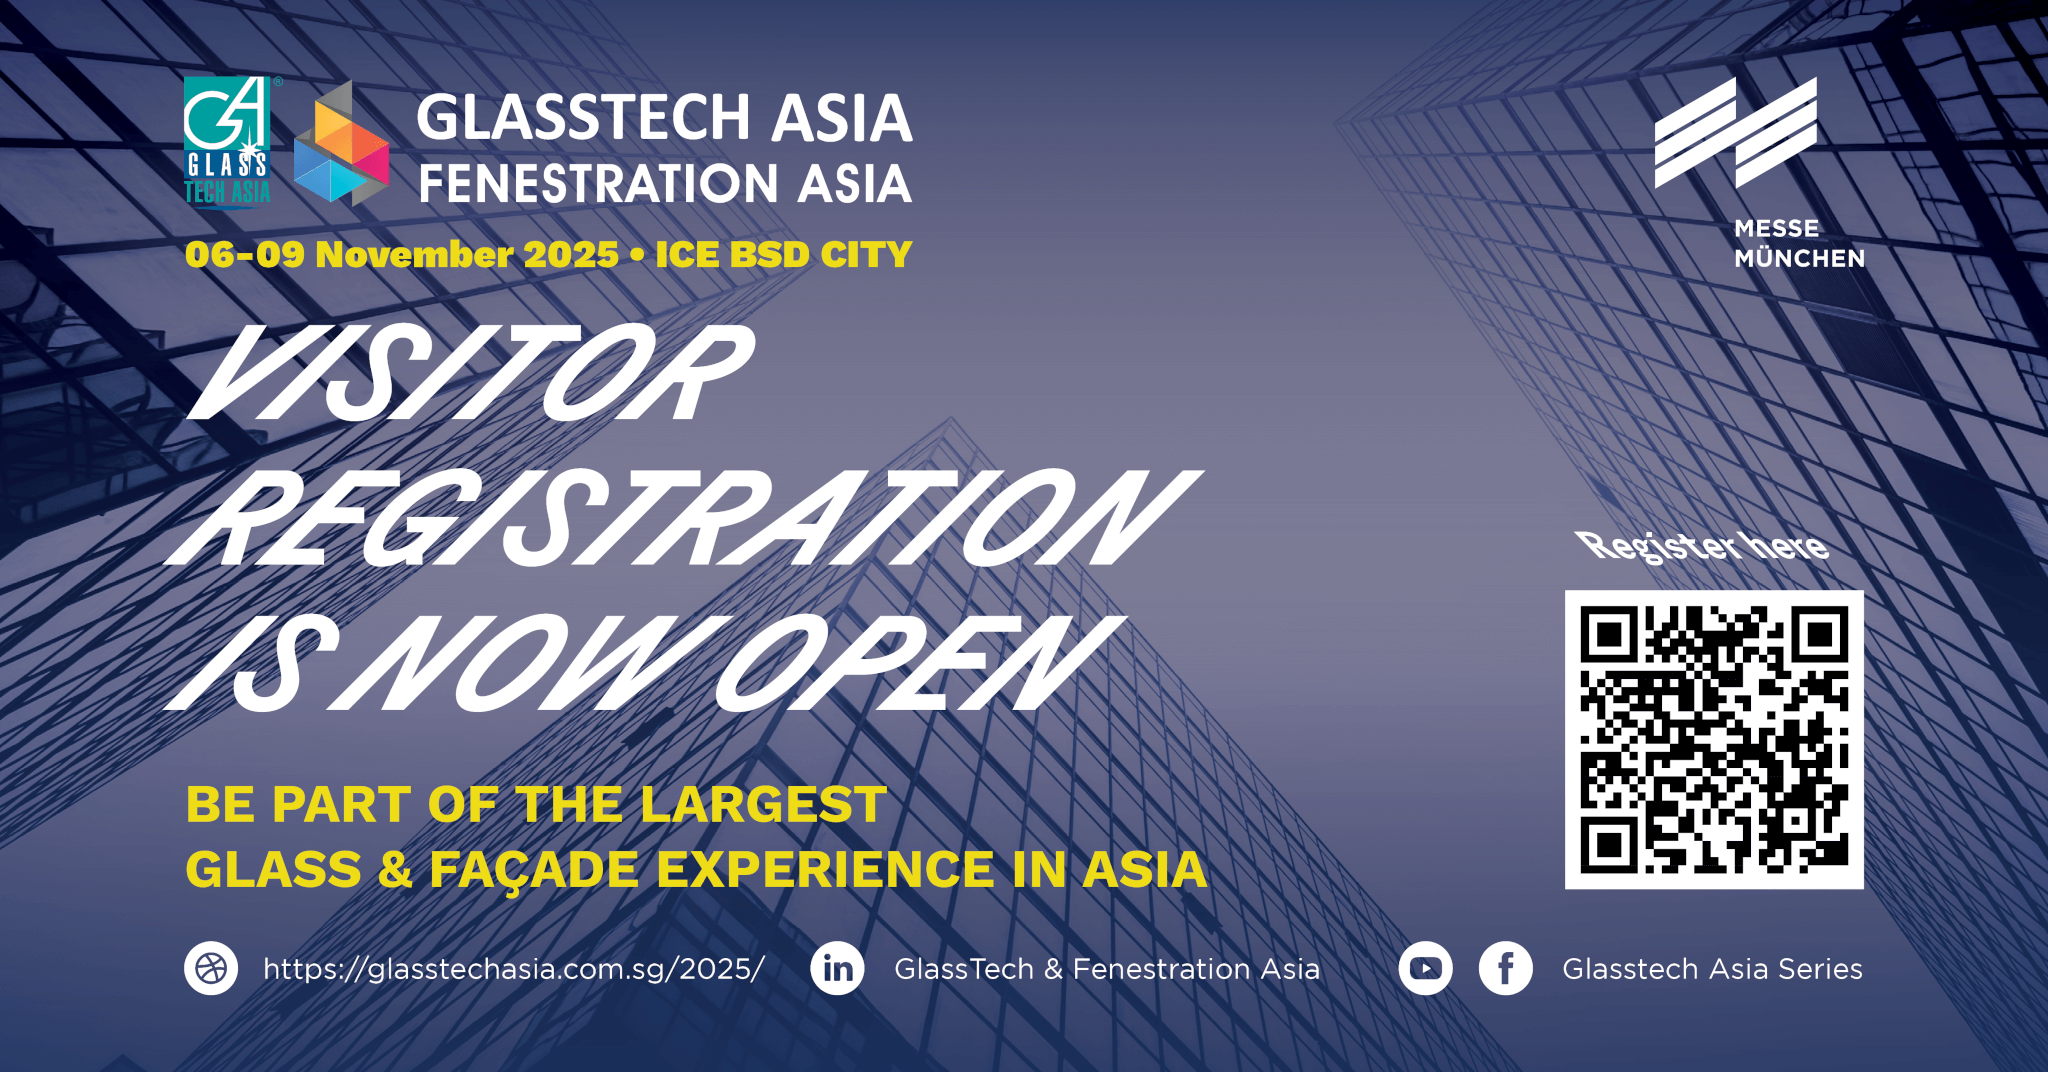 GA
GLASS
TECH ASIA
®
GLASSTECH ASIA
FENESTRATION ASIA
06-09 November 2025 • ICE BSD CITY
MESSE
MÜNCHEN
VISITOR
REGISTRATION
IS NOW OPEN
Register here
BE PART OF THE LARGEST
GLASS & FAÇADE EXPERIENCE IN ASIA
https://glasstechasia.com.sg/2025/
in
GlassTech & Fenestration Asia
f
Glasstech Asia Series